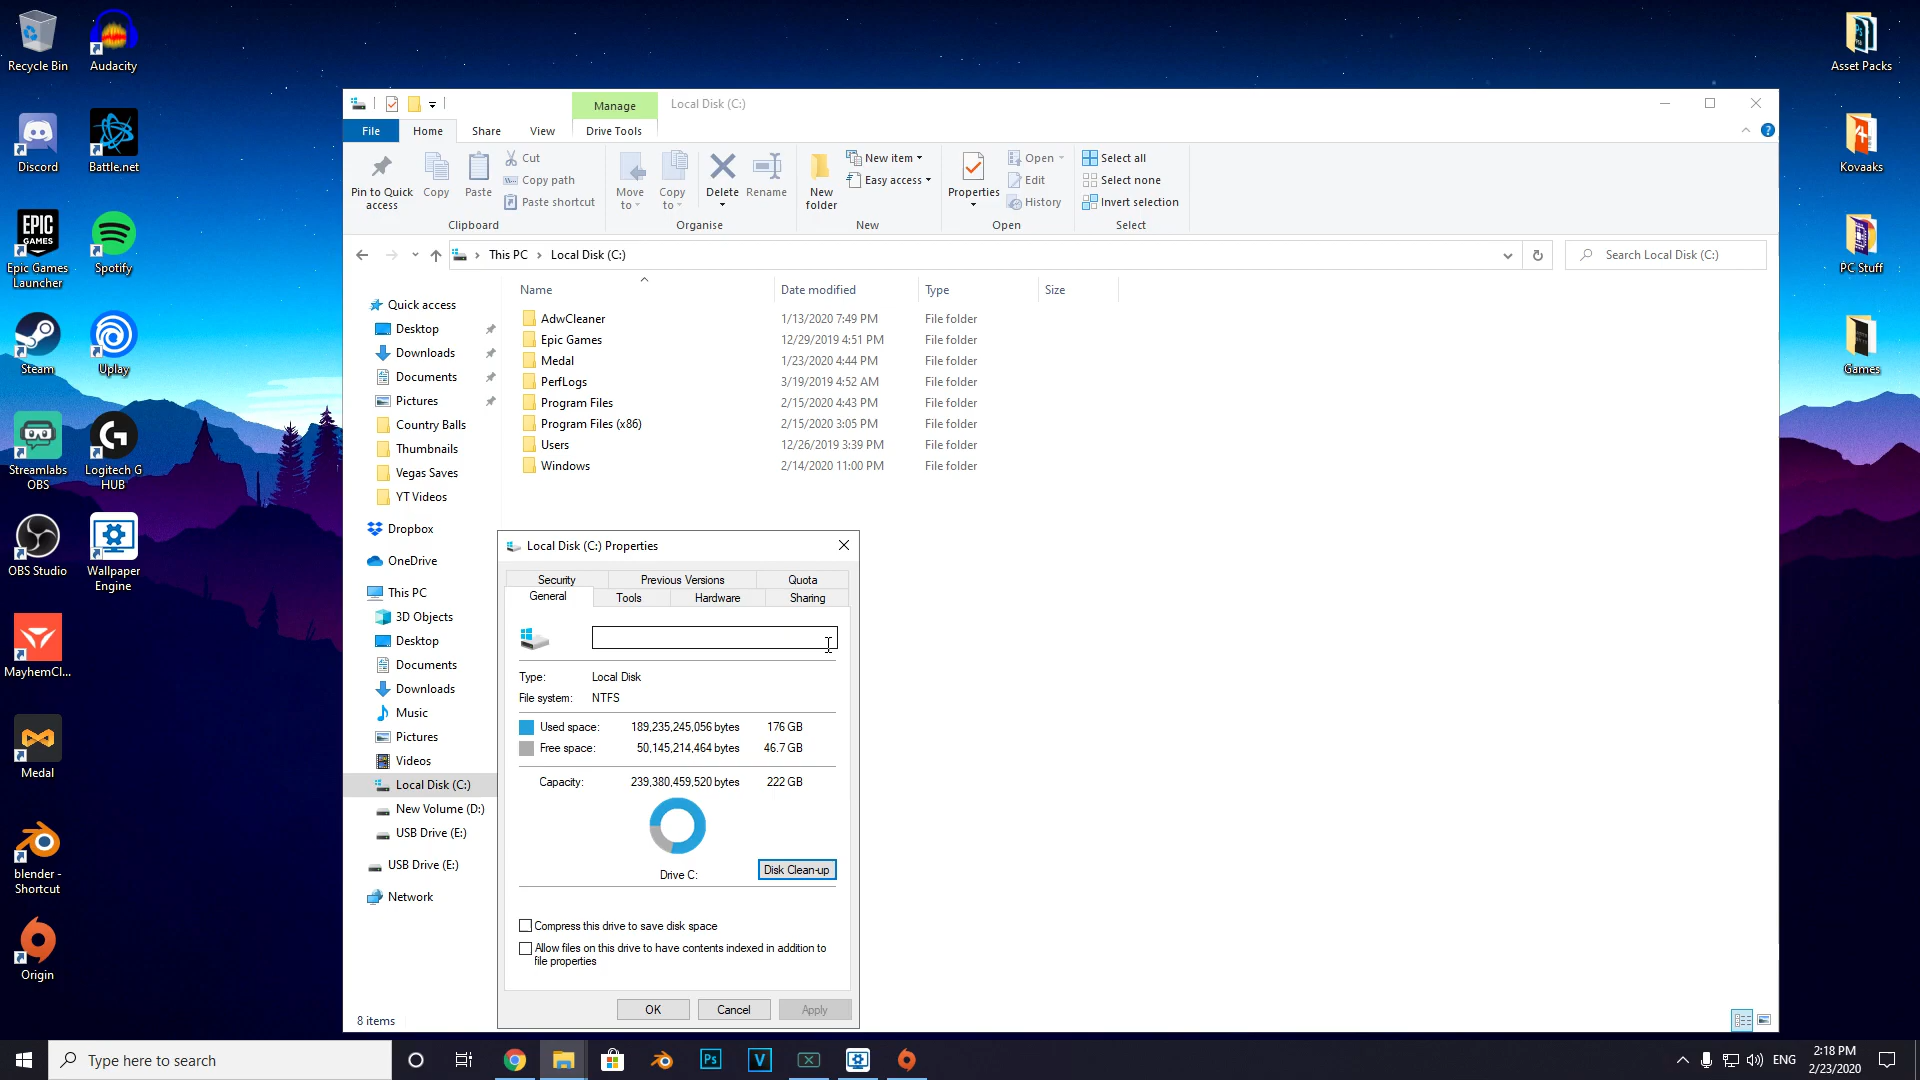 Recycle Bin
Audacity
Discord
Battle.net
EPIC
GAMES
Epic Games
Launcher
Spotify
Steam
Uplay
Streamlabs
OBS
Logitech G
HUB
OBS Studio
Wallpaper
Engine
MayhemCl...
Medal
blender -
Shortcut
Origin
Asset Packs
Kovaaks
PC Stuff
Games
Manage
Local Disk (C:)
File
Home
Share
View
Drive Tools
Pin to Quick
access
Copy
Paste
Cut
Copy path
Paste shortcut
Clipboard
Move
to
Copy
to
Delete
Rename
Organise
New
folder
New item
Easy access
New
Properties
Open
Edit
History
Open
Select all
Select none
Invert selection
Select
This PC > Local Disk (C:)
Search Local Disk (C:)
Name Date modified Type Size
AdwCleaner 1/13/2020 7:49 PM File folder
Epic Games 12/29/2019 4:51 PM File folder
Medal 1/23/2020 4:44 PM File folder
PerfLogs 3/19/2019 4:52 AM File folder
Program Files 2/15/2020 4:43 PM File folder
Program Files (x86) 2/15/2020 3:05 PM File folder
Users 12/26/2019 3:39 PM File folder
Windows 2/14/2020 11:00 PM File folder
Quick access
Desktop
Downloads
Documents
Pictures
Country Balls
Thumbnails
Vegas Saves
YT Videos
Dropbox
OneDrive
This PC
3D Objects
Desktop
Documents
Downloads
Music
Pictures
Videos
Local Disk (C:)
New Volume (D:)
USB Drive (E:)
USB Drive (E:)
Network
8 items
Local Disk (C:) Properties
Security Previous Versions Quota
General Tools Hardware Sharing
Type: Local Disk
File system: NTFS
Used space: 189,235,245,056 bytes 176 GB
Free space: 50,145,214,464 bytes 46.7 GB
Capacity: 239,380,459,520 bytes 222 GB
Drive C:
Disk Clean-up
Compress this drive to save disk space
Allow files on this drive to have contents indexed in addition to
file properties
OK Cancel Apply
Type here to search
Ps
V
ENG
2:18 PM
2/23/2020